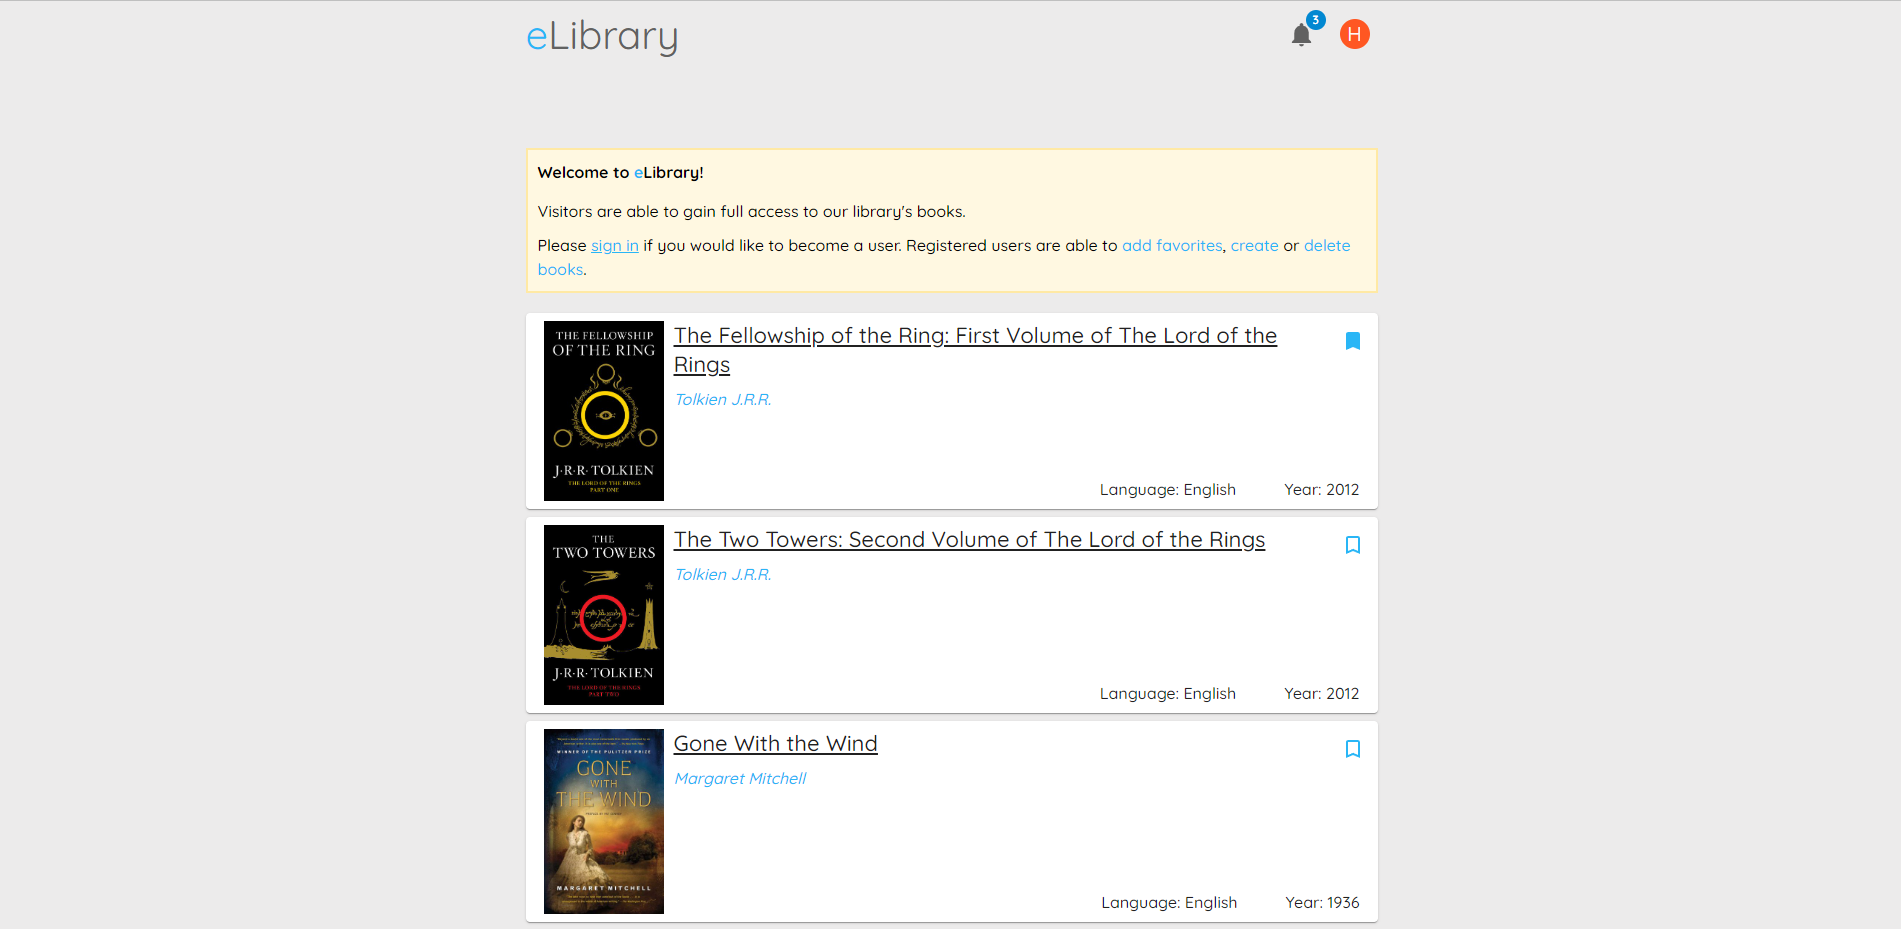 eLibrary
3
H
Welcome to eLibrary!
Visitors are able to gain full access to our library's books.
Please sign in if you would like to become a user. Registered users are able to add favorites, create or delete
books.
THE FELLOWSHIP
OF THE RING
J·R·R·TOLKIEN
THE LORD OF THE RINGS
PART ONE
The Fellowship of the Ring: First Volume of The Lord of the
Rings
Tolkien J.R.R.
Language: English
Year: 2012
THE
TWO TOWERS
J·R·R·TOLKIEN
THE LORD OF THE RINGS
PART TWO
The Two Towers: Second Volume of The Lord of the Rings
Tolkien J.R.R.
Language: English
Year: 2012
WINNER OF THE PULITZER PRIZE
GONE
WITH
THE WIND
MARGARET MITCHELL
Gone With the Wind
Margaret Mitchell
Language: English
Year: 1936